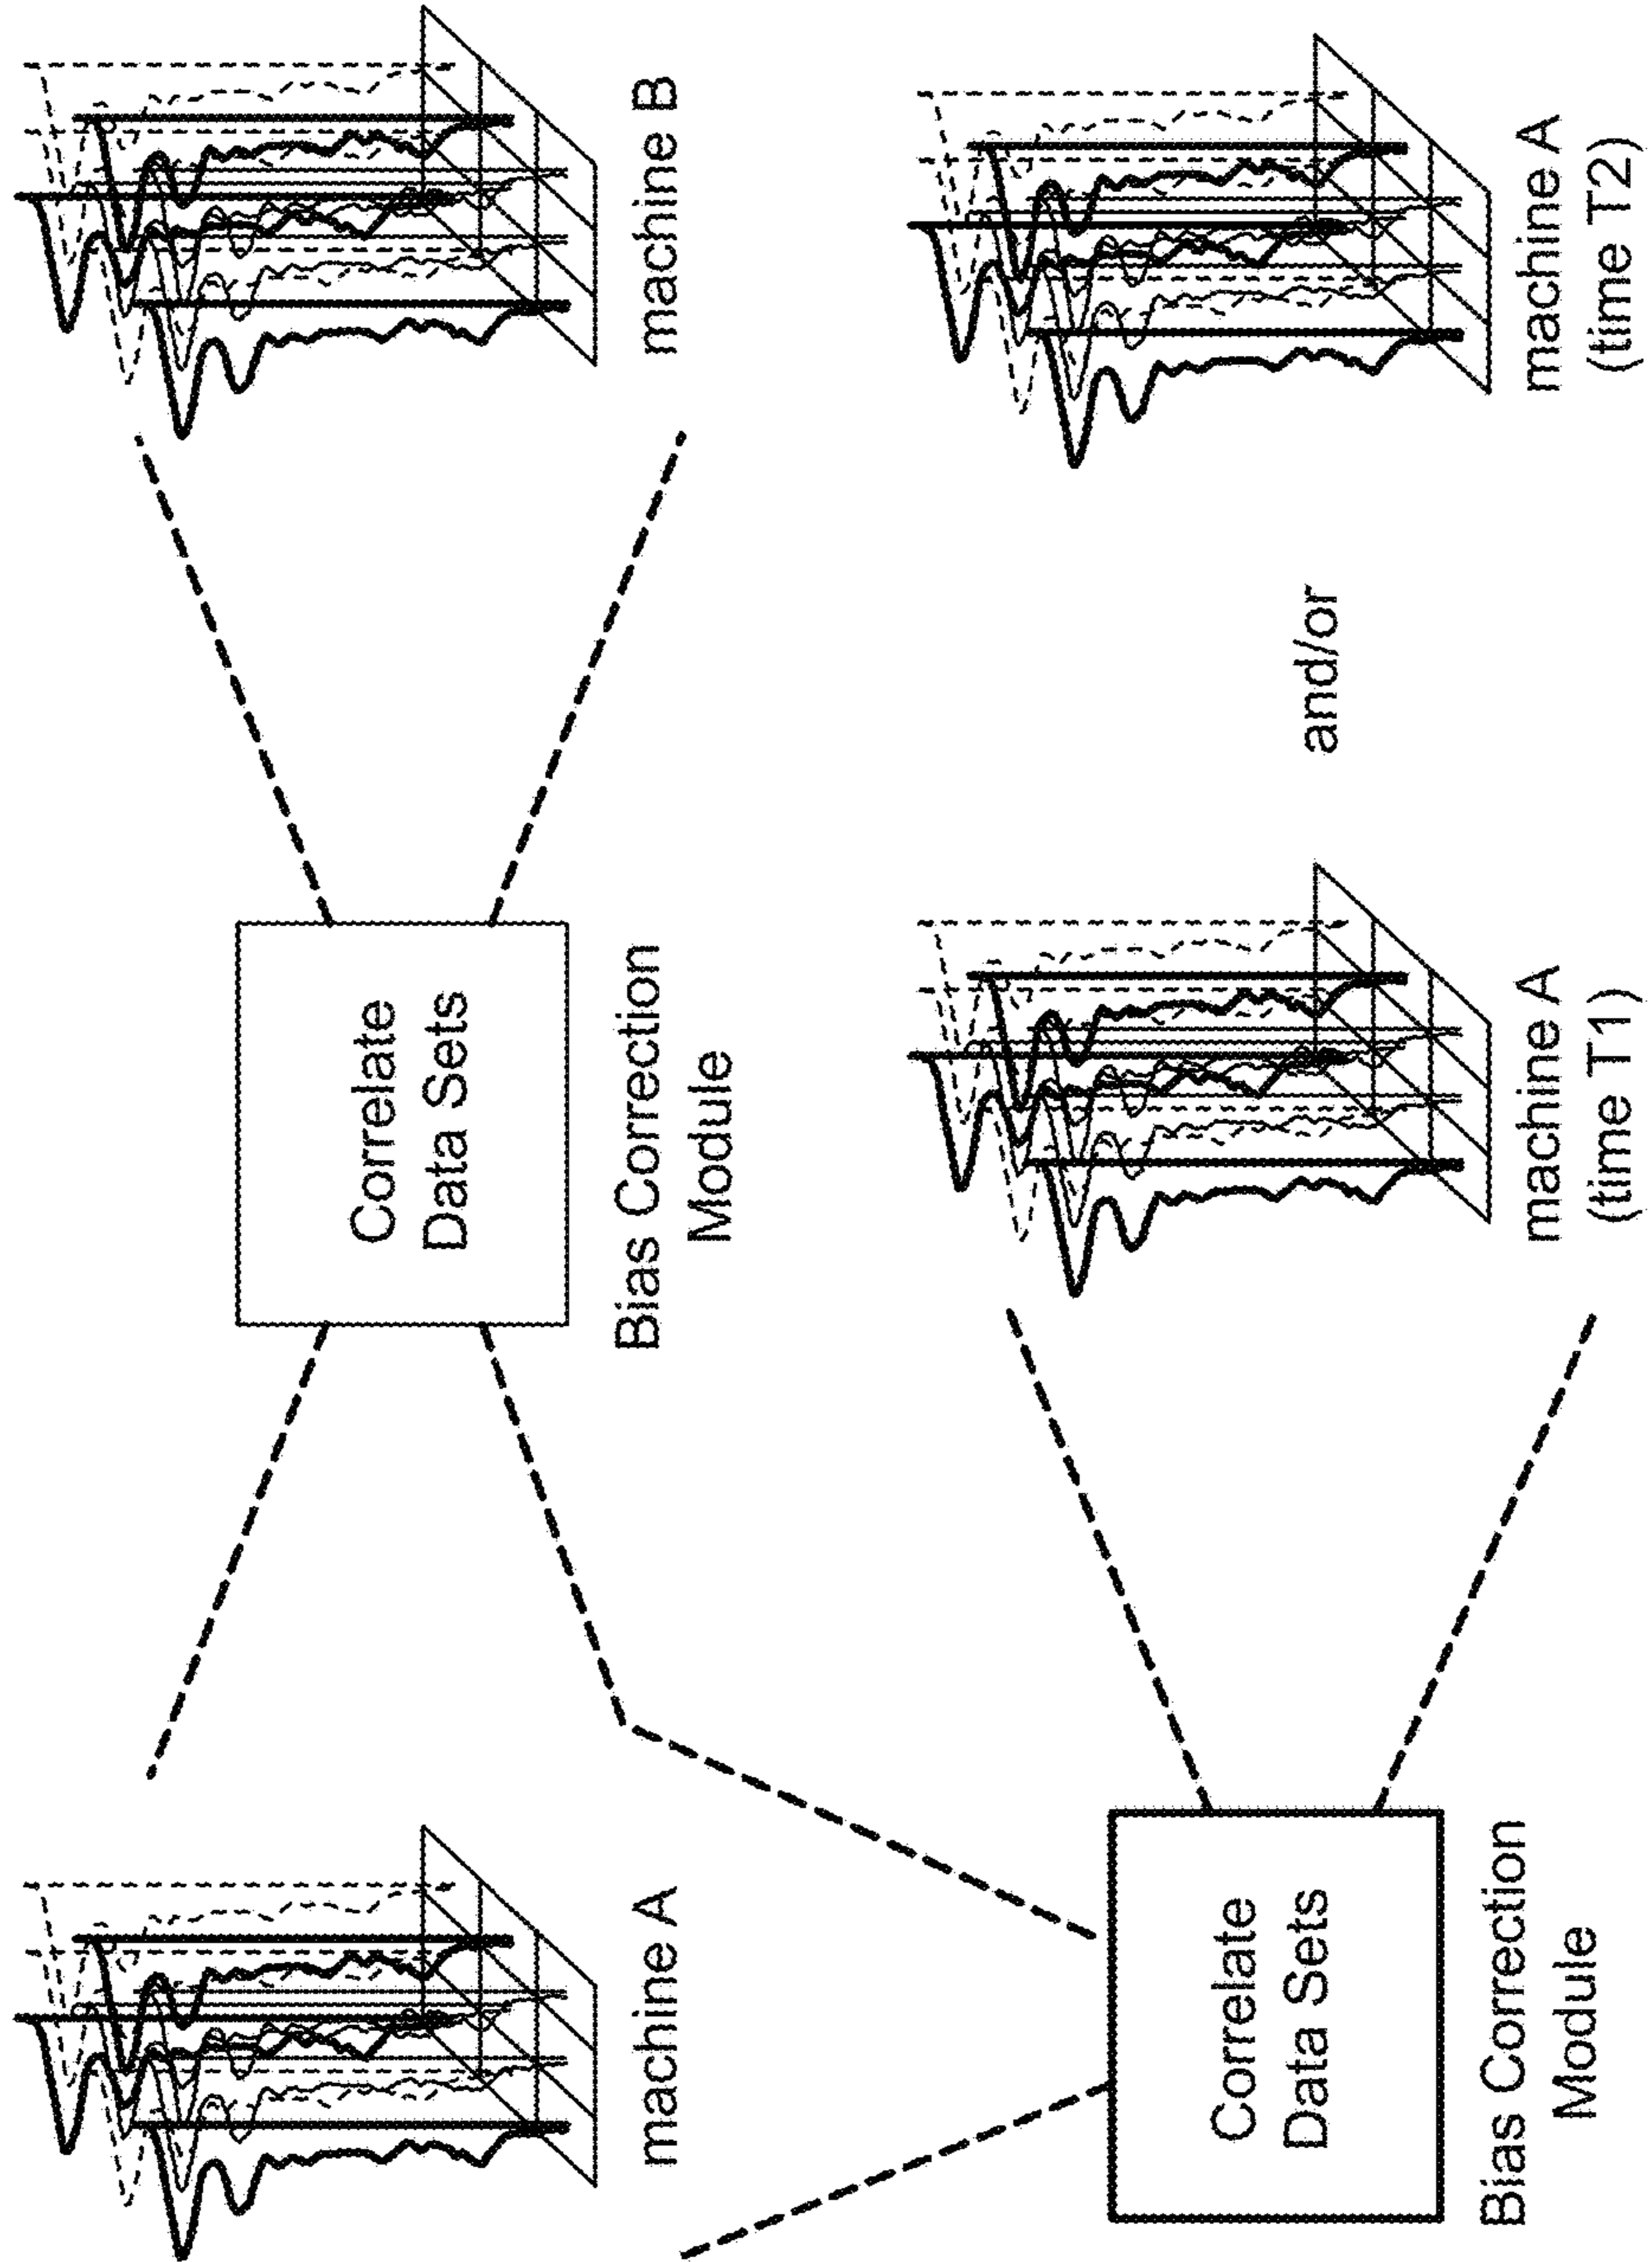 machine A
Correlate
Data Sets
Bias Correction
Module
machine B
Correlate
Data Sets
Bias Correction
Module
machine A
(time T1)
and/or
machine A
(time T2)